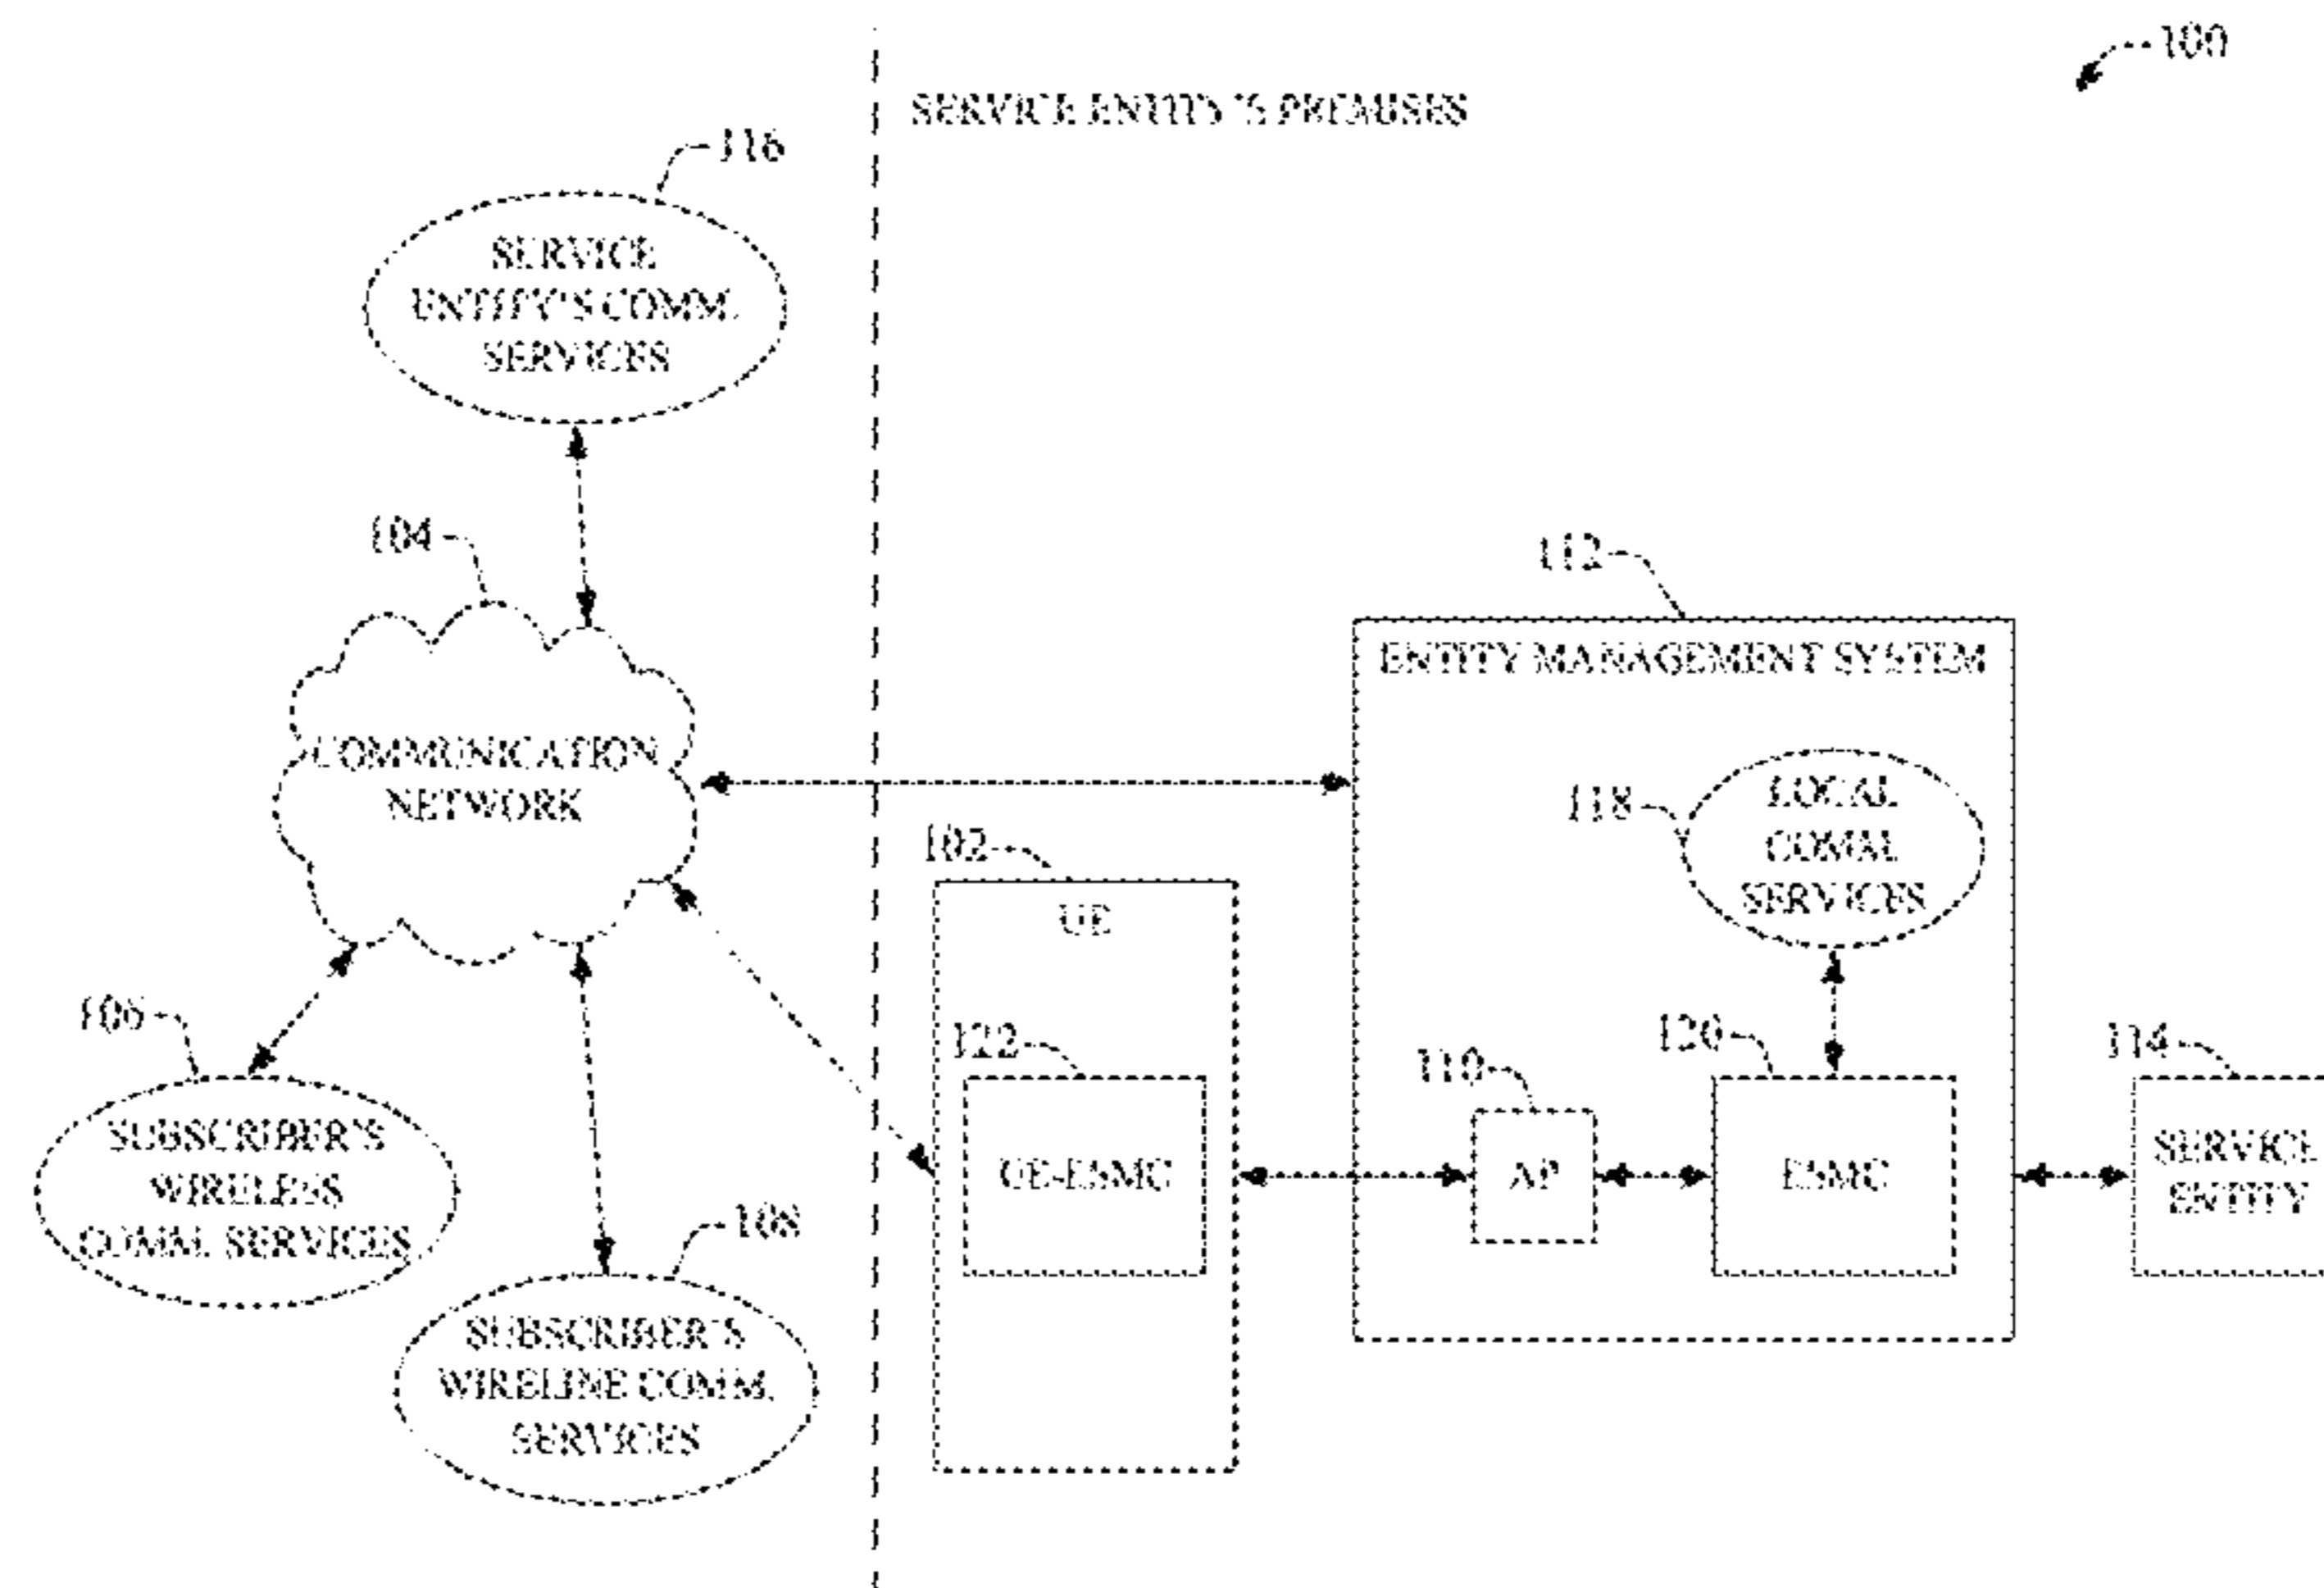 100
SERVICE ENTITY'S PREMISES
116
SERVICE
ENTITY'S COMM.
SERVICES
104
COMMUNICATION
NETWORK
112
ENTITY MANAGEMENT SYSTEM
118
LOCAL
COMM.
SERVICES
102
UE
122
UE-ESMC
110
AP
120
ESMC
114
SERVICE
ENTITY
106
SUBSCRIBER'S
WIRELESS
COMM. SERVICES
108
SUBSCRIBER'S
WIRELINE COMM.
SERVICES